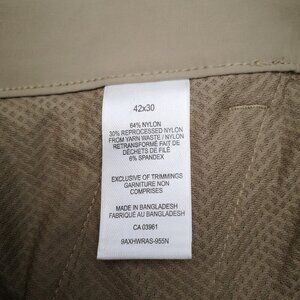 42x30
64% NYLON
30% REPROCESSED NYLON
FROM YARN WASTE / NYLON
RETRANSFORMÉ FAIT DE
DÉCHETS DE FILÉ
6% SPANDEX
EXCLUSIVE OF TRIMMINGS
GARNITURE NON
COMPRISES
MADE IN BANGLADESH
FABRIQUÉ AU BANGLADESH
CA 03961
9AXHWRAS-955N